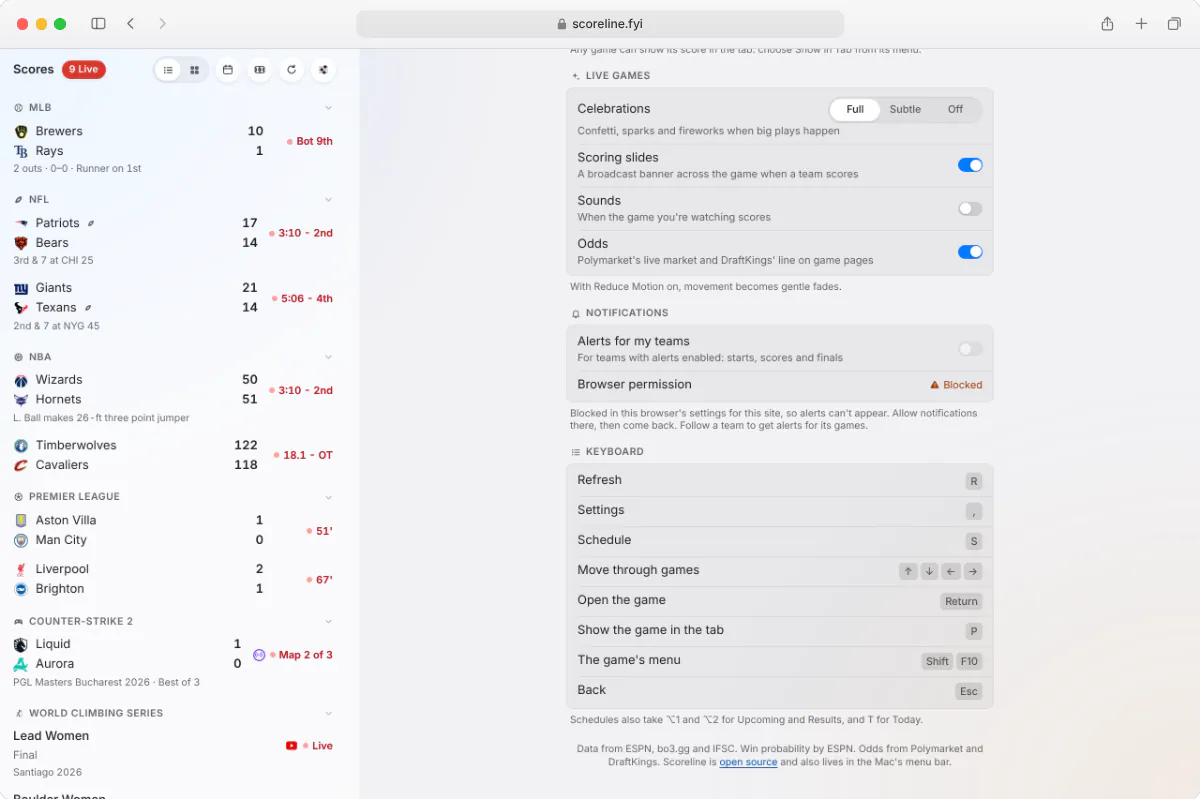 scoreline.fyi
Scores
9 Live
MLB
Brewers 10
Rays 1
Bot 9th
2 outs · 0–0 · Runner on 1st
NFL
Patriots 17
Bears 14
3:10 - 2nd
3rd & 7 at CHI 25
Giants 21
Texans 14
5:06 - 4th
2nd & 7 at NYG 45
NBA
Wizards 50
Hornets 51
3:10 - 2nd
L. Ball makes 26-ft three point jumper
Timberwolves 122
Cavaliers 118
18.1 - OT
PREMIER LEAGUE
Aston Villa 1
Man City 0
51'
Liverpool 2
Brighton 1
67'
COUNTER-STRIKE 2
Liquid 1
Aurora 0
Map 2 of 3
PGL Masters Bucharest 2026 · Best of 3
WORLD CLIMBING SERIES
Lead Women
Final
Live
Santiago 2026
Boulder Women
Any game can show its score in the tab. Choose Show in Tab from its menu.
LIVE GAMES
Celebrations
Full Subtle Off
Confetti, sparks and fireworks when big plays happen
Scoring slides
A broadcast banner across the game when a team scores
Sounds
When the game you're watching scores
Odds
Polymarket's live market and DraftKings' line on game pages
With Reduce Motion on, movement becomes gentle fades.
NOTIFICATIONS
Alerts for my teams
For teams with alerts enabled: starts, scores and finals
Browser permission Blocked
Blocked in this browser's settings for this site, so alerts can't appear. Allow notifications
there, then come back. Follow a team to get alerts for its games.
KEYBOARD
Refresh R
Settings ,
Schedule S
Move through games ↑ ↓ ← →
Open the game Return
Show the game in the tab P
The game's menu Shift F10
Back Esc
Schedules also take ⌥1 and ⌥2 for Upcoming and Results, and T for Today.
Data from ESPN, bo3.gg and IFSC. Win probability by ESPN. Odds from Polymarket and
DraftKings. Scoreline is open source and also lives in the Mac's menu bar.